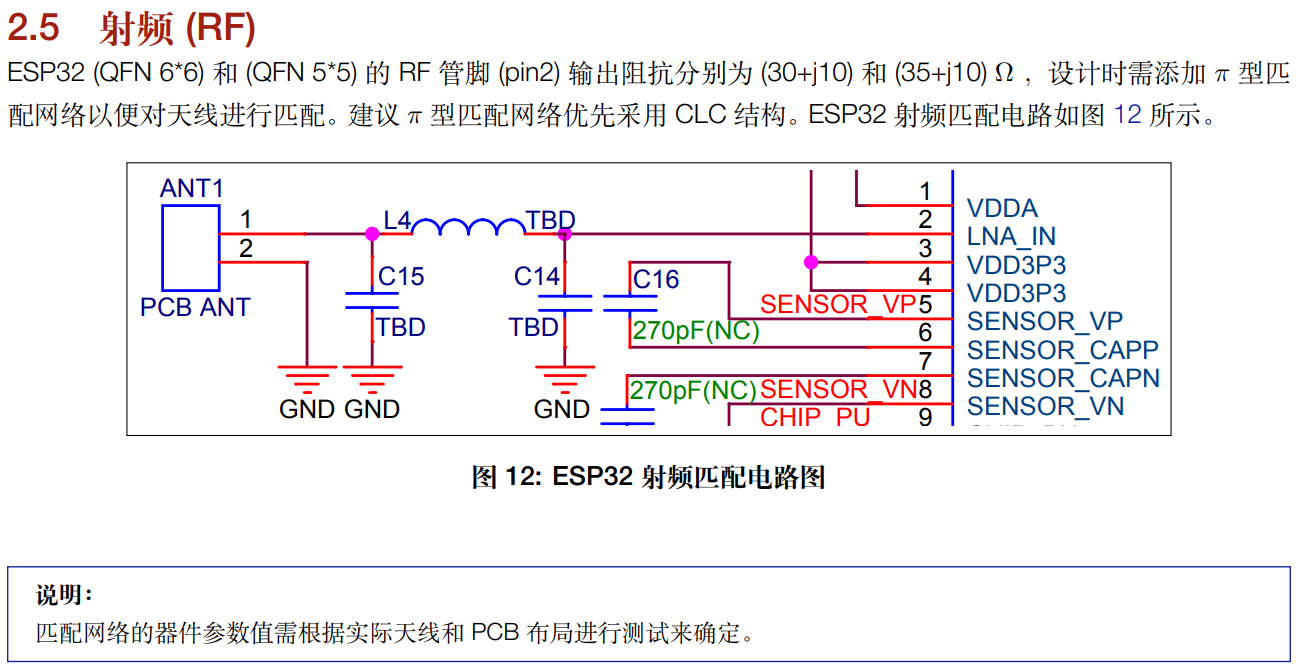 2.5 射频 (RF)
ESP32 (QFN 6*6) 和 (QFN 5*5) 的 RF 管脚 (pin2) 输出阻抗分别为 (30+j10) 和 (35+j10) Ω ，设计时需添加 π 型匹
配网络以便对天线进行匹配。建议 π 型匹配网络优先采用 CLC 结构。ESP32 射频匹配电路如图 12 所示。
ANT1
1
2
PCB ANT
L4
TBD
C15
TBD
C14
TBD
C16
270pF(NC)
270pF(NC)
GND
GND
GND
SENSOR_VP
SENSOR_VN
CHIP_PU
1
VDDA
2
LNA_IN
3
VDD3P3
4
VDD3P3
5
SENSOR_VP
6
SENSOR_CAPP
7
SENSOR_CAPN
8
SENSOR_VN
9
图 12: ESP32 射频匹配电路图
说明：
匹配网络的器件参数值需根据实际天线和 PCB 布局进行测试来确定。